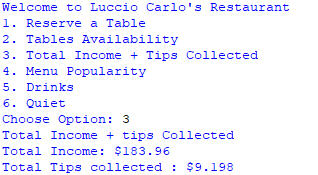 Welcome to Luccio Carlo's Restaurant
1. Reserve a Table
2. Tables Availability
3. Total Income + Tips Collected
4. Menu Popularity
5. Drinks
6. Quiet
Choose Option: 3
Total Income + tips Collected
Total Income: $183.96
Total Tips collected : $9.198